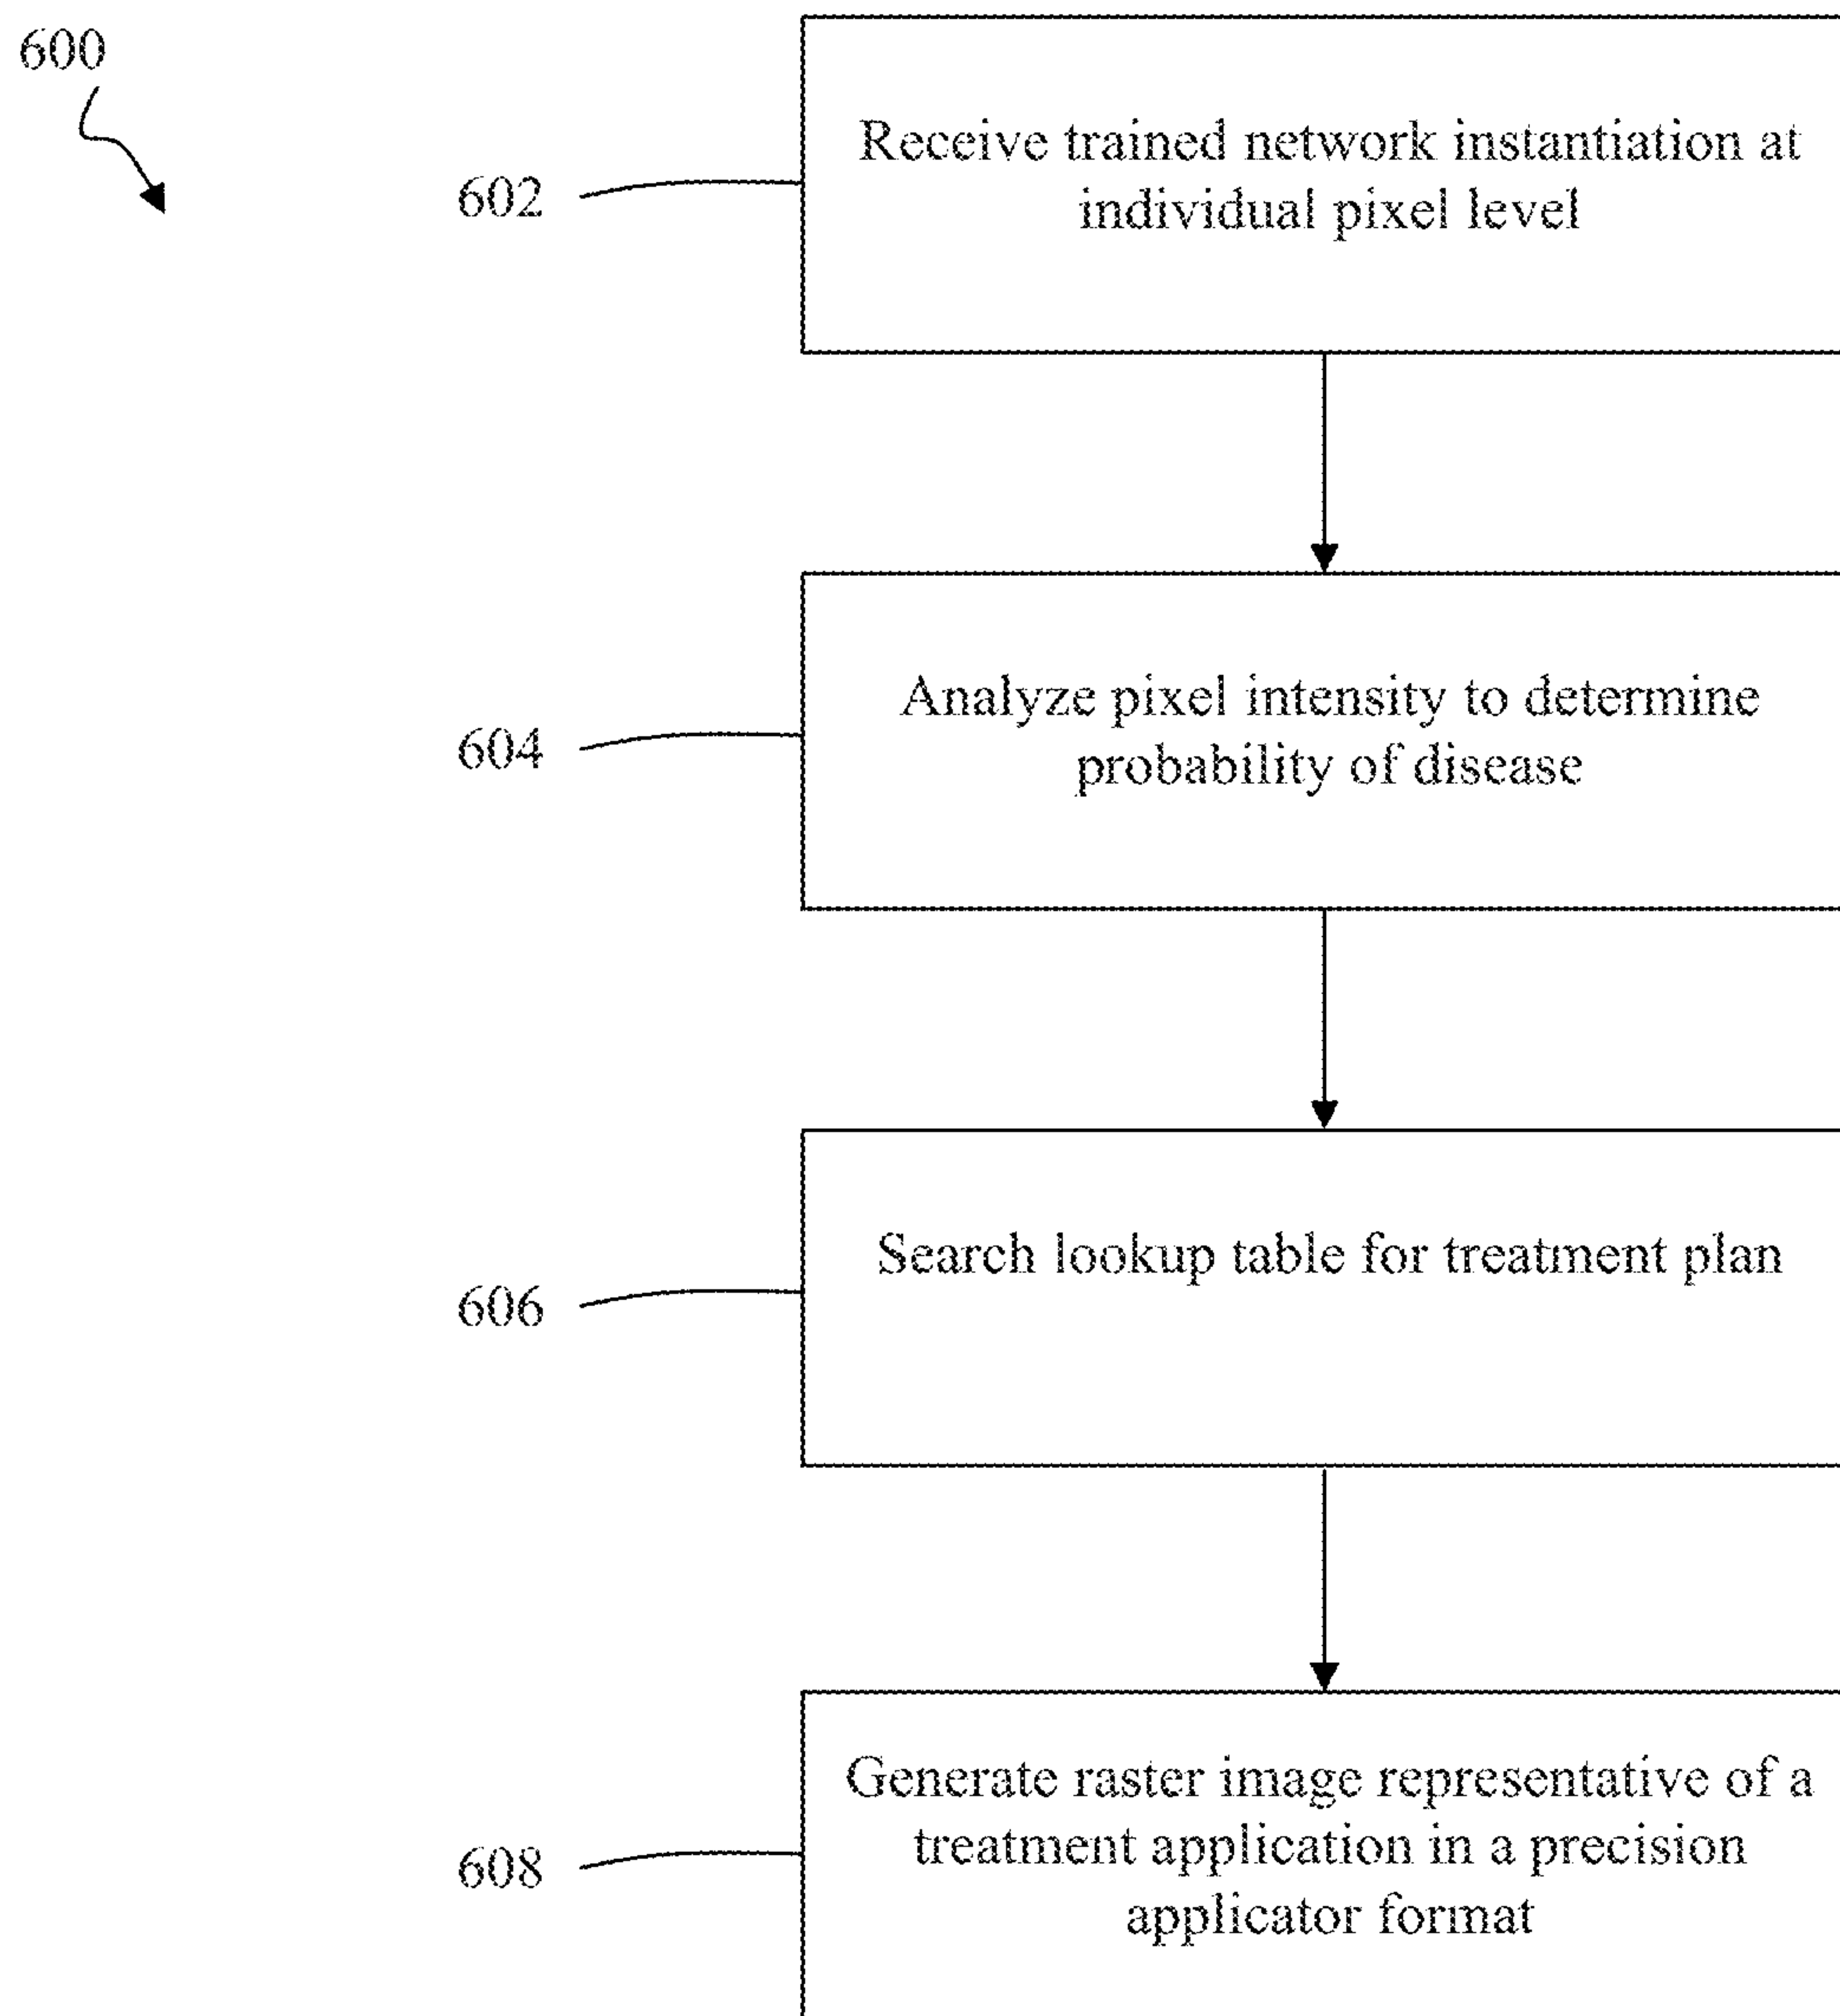 600
602
Receive trained network instantiation at
individual pixel level
604
Analyze pixel intensity to determine
probability of disease
606
Search lookup table for treatment plan
608
Generate raster image representative of a
treatment application in a precision
applicator format